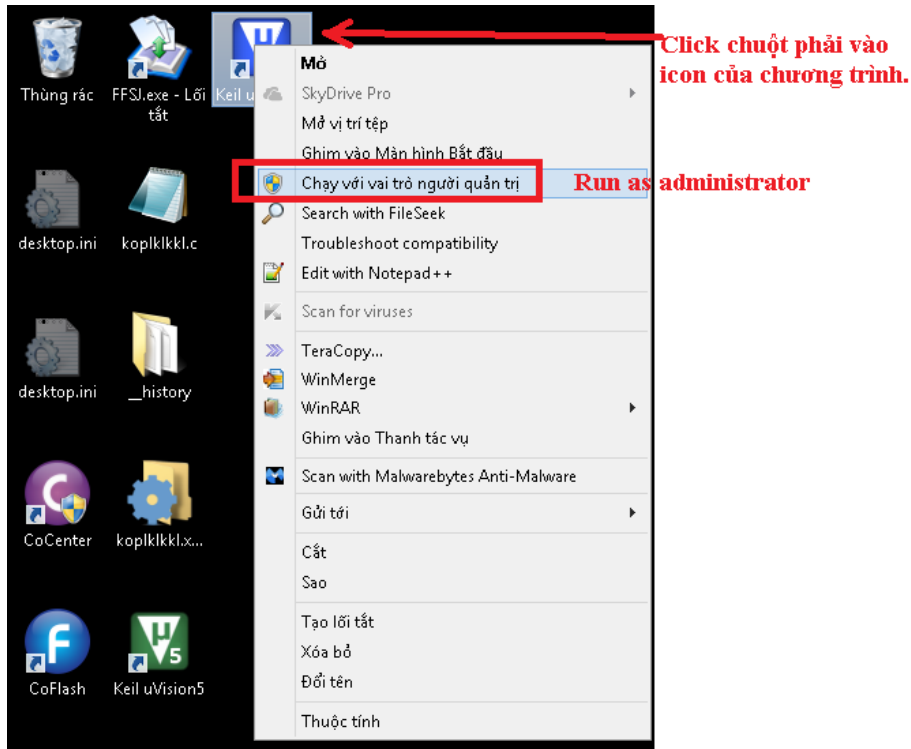 Thùng rác
FFSJ.exe - Lối
tắt
Keil u
desktop.ini
koplklkkl.c
desktop.ini
__history
CoCenter
koplklkkl.x...
CoFlash
Keil uVision5
5
Mở
SkyDrive Pro
Mở vị trí tệp
Ghim vào Màn hình Bắt đầu
Chạy với vai trò người quản trị
Search with FileSeek
Troubleshoot compatibility
Edit with Notepad++
Scan for viruses
TeraCopy...
WinMerge
WinRAR
Ghim vào Thanh tác vụ
Scan with Malwarebytes Anti-Malware
Gửi tới
Cắt
Sao
Tạo lối tắt
Xóa bỏ
Đổi tên
Thuộc tính
Click chuột phải vào
icon của chương trình.
Run as administrator